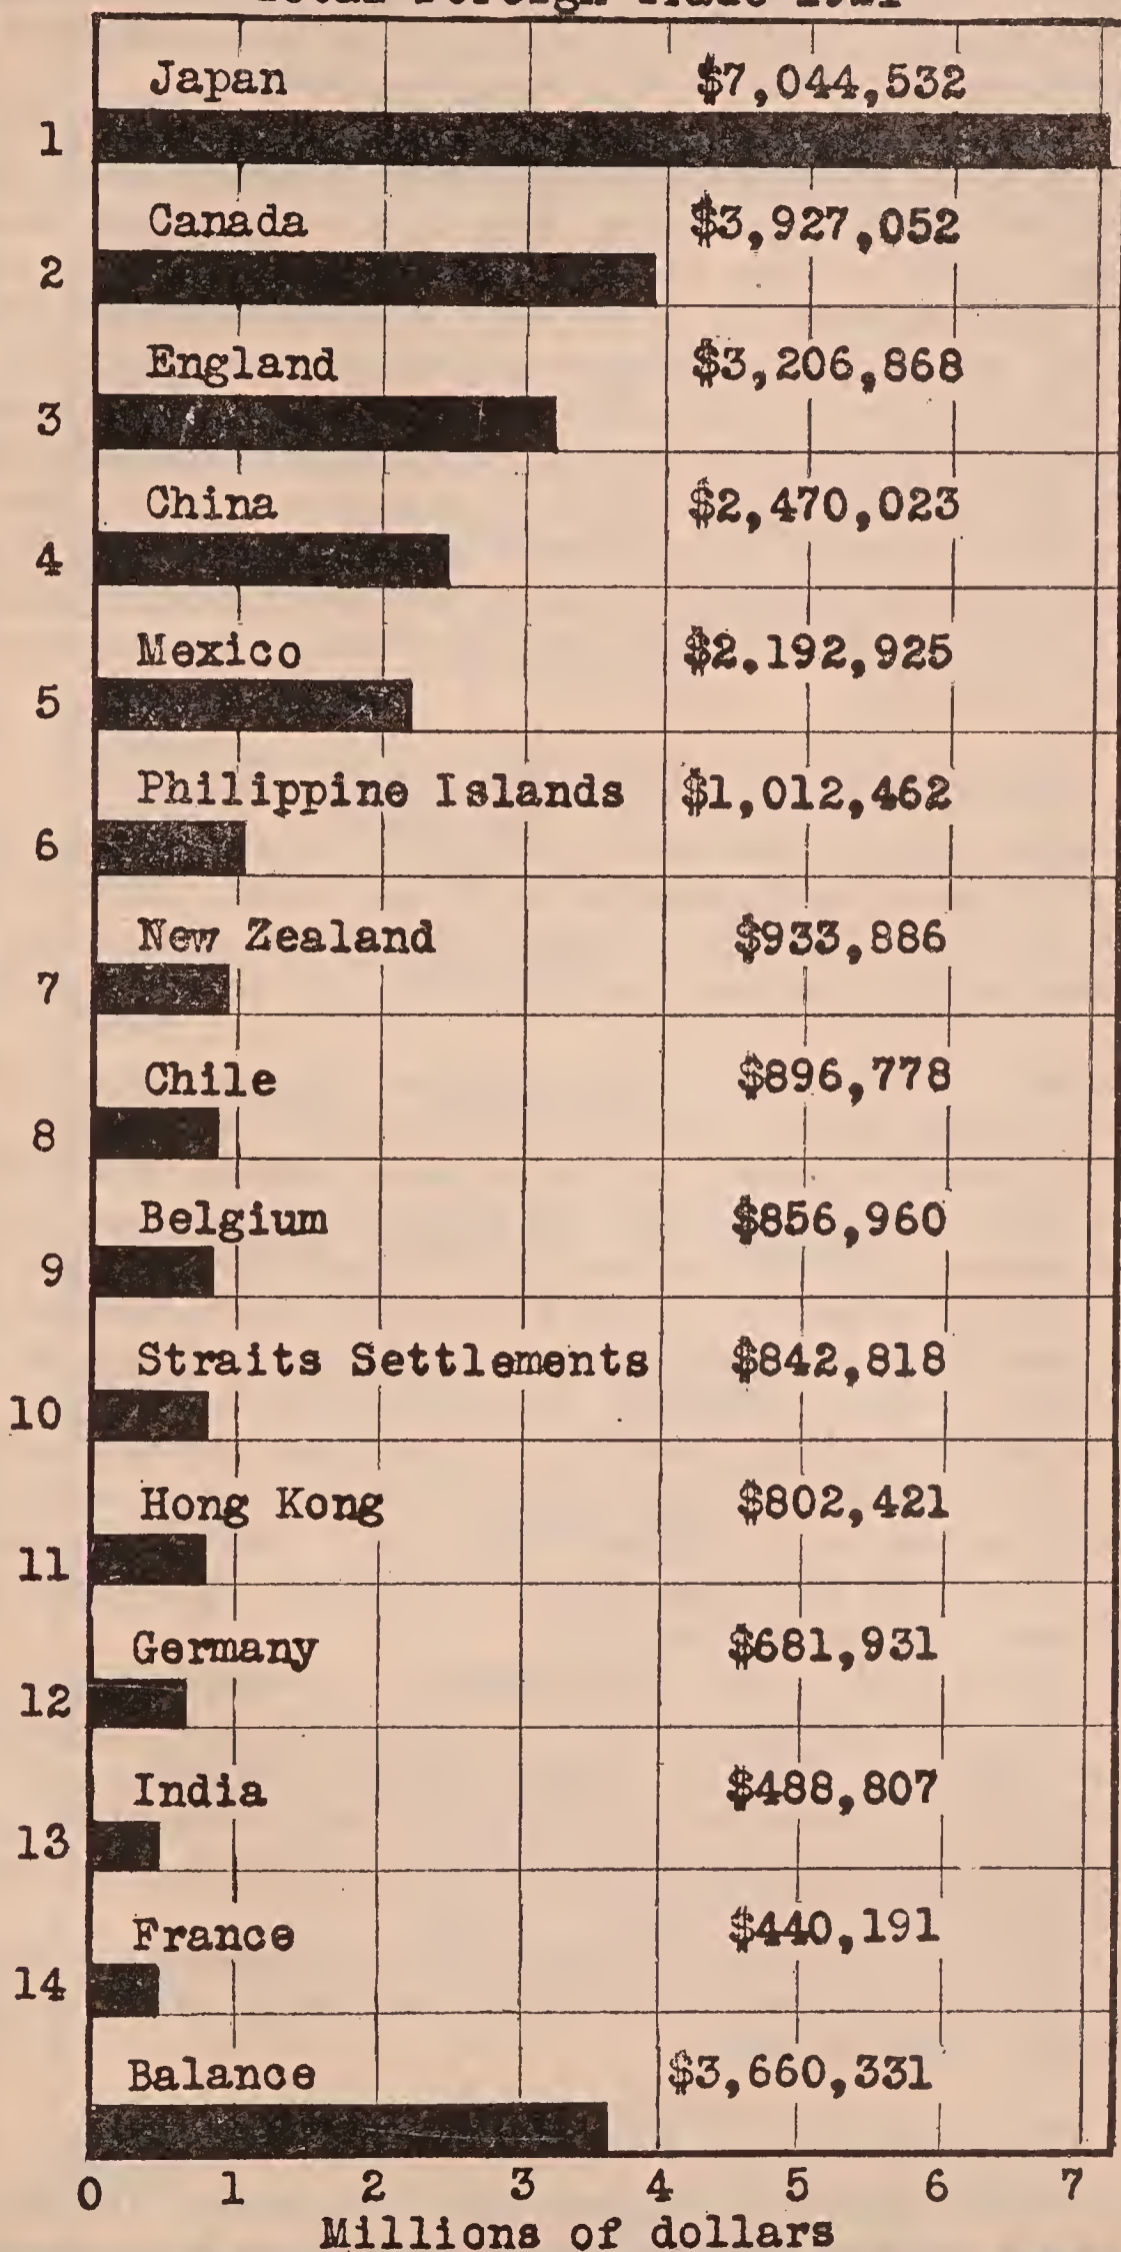 Total Foreign Trade 1921
Japan $7,044,532
1
Canada $3,927,052
2
England $3,206,868
3
China $2,470,023
4
Mexico $2.192,925
5
Philippine Islands $1,012,462
6
New Zealand $933,886
7
Chile $896,778
8
Belgium $856,960
9
Straits Settlements $842,818
10
Hong Kong $802,421
11
Germany $681,931
12
India $488,807
13
France $440,191
14
Balance $3,660,331
0 1 2 3 4 5 6 7
Millions of dollars